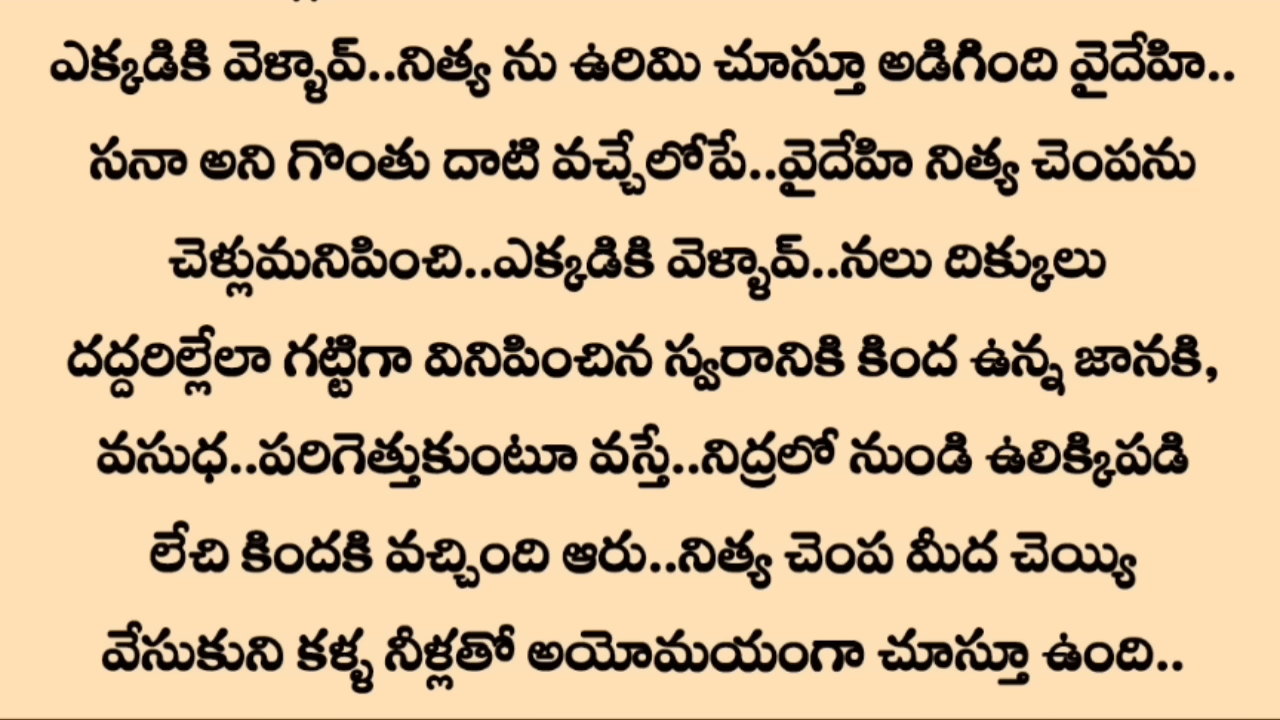 ఎక్కడికి వెళ్ళావ్..నిత్య ను ఉరిమి చూస్తూ అడిగింది వైదేహి..
సనా అని గొంతు దాటి వచ్చేలోపే..వైదేహి నిత్య చెంపను
చెళ్లుమనిపించి..ఎక్కడికి వెళ్ళావ్..నలు దిక్కులు
దద్దరిల్లేలా గట్టిగా వినిపించిన స్వరానికి కింద ఉన్న జానకి,
వసుధ..పరిగెత్తుకుంటూ వస్తే..నిద్రలో నుండి ఉలిక్కిపడి
లేచి కిందకి వచ్చింది ఆరు..నిత్య చెంప మీద చెయ్యి
వేసుకుని కళ్ళ నీళ్లతో అయోమయంగా చూస్తూ ఉంది..